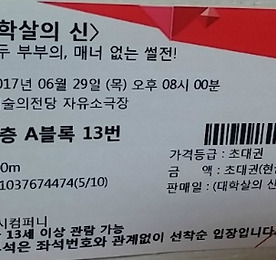 학살의 신〉
두 부부의, 매너 없는 썰전!
2017년 06월 29일 (목) 오후 08시 00분
술의전당 자유소극장
층 A블록 13번
0m
1037674474(5/10)
가격등급 : 초대권
금 액 : 초대권(현
판매일 : (대학살의 신
시컴퍼니
13세 이상 관람 가능
석은 좌석번호와 관계없이 선착순 입장입니다